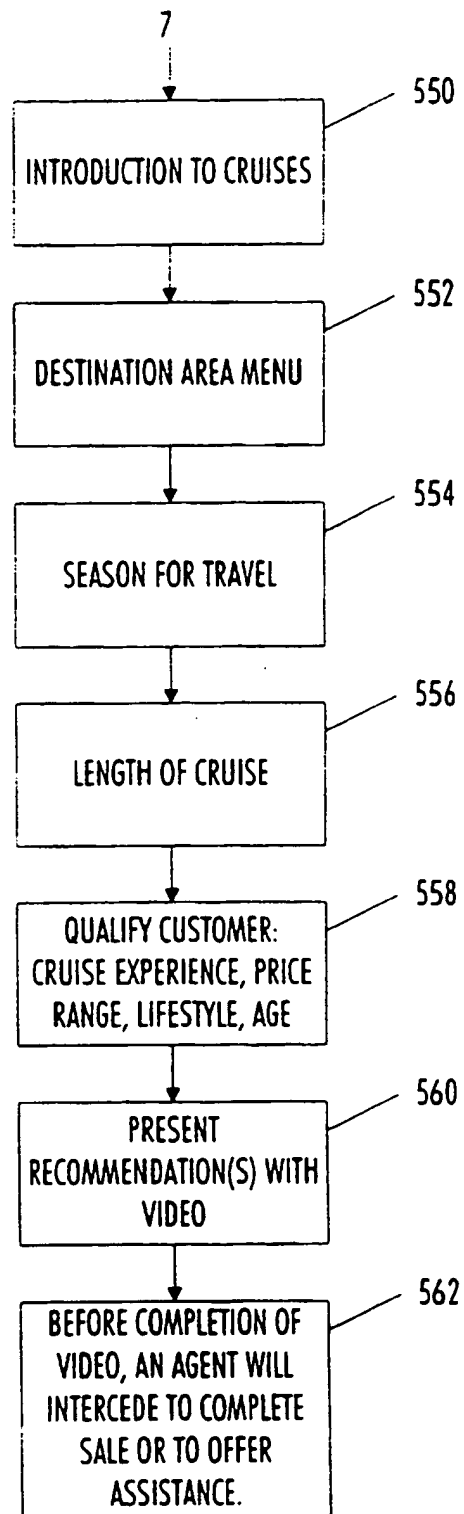 7
550
INTRODUCTION TO CRUISES
552
DESTINATION AREA MENU
554
SEASON FOR TRAVEL
556
LENGTH OF CRUISE
558
QUALIFY CUSTOMER:
CRUISE EXPERIENCE, PRICE
RANGE, LIFESTYLE, AGE
560
PRESENT
RECOMMENDATION(S) WITH
VIDEO
562
BEFORE COMPLETION OF
VIDEO, AN AGENT WILL
INTERCEDE TO COMPLETE
SALE OR TO OFFER
ASSISTANCE.